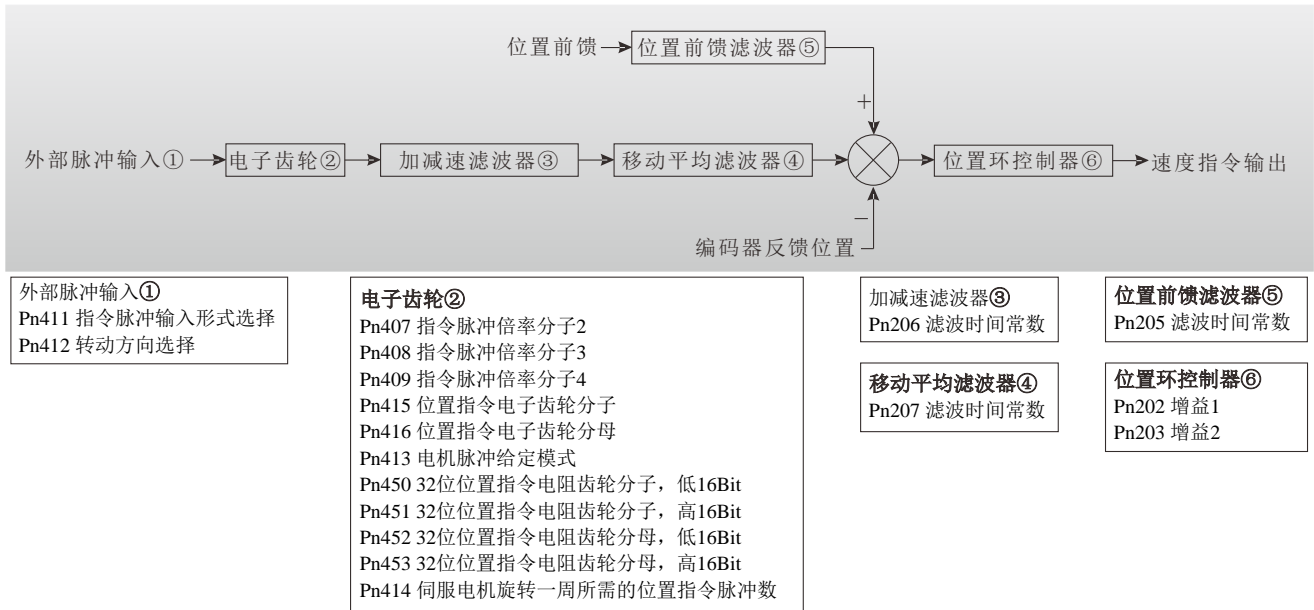 位置前馈
位置前馈滤波器⑤
+
外部脉冲输入①
电子齿轮②
加减速滤波器③
移动平均滤波器④
位置环控制器⑥
速度指令输出
−
编码器反馈位置
外部脉冲输入①
Pn411 指令脉冲输入形式选择
Pn412 转动方向选择
电子齿轮②
Pn407 指令脉冲倍率分子2
Pn408 指令脉冲倍率分子3
Pn409 指令脉冲倍率分子4
Pn415 位置指令电子齿轮分子
Pn416 位置指令电子齿轮分母
Pn413 电机脉冲给定模式
Pn450 32位位置指令电阻齿轮分子，低16Bit
Pn451 32位位置指令电阻齿轮分子，高16Bit
Pn452 32位位置指令电阻齿轮分母，低16Bit
Pn453 32位位置指令电阻齿轮分母，高16Bit
Pn414 伺服电机旋转一周所需的位置指令脉冲数
加减速滤波器③
Pn206 滤波时间常数
移动平均滤波器④
Pn207 滤波时间常数
位置前馈滤波器⑤
Pn205 滤波时间常数
位置环控制器⑥
Pn202 增益1
Pn203 增益2